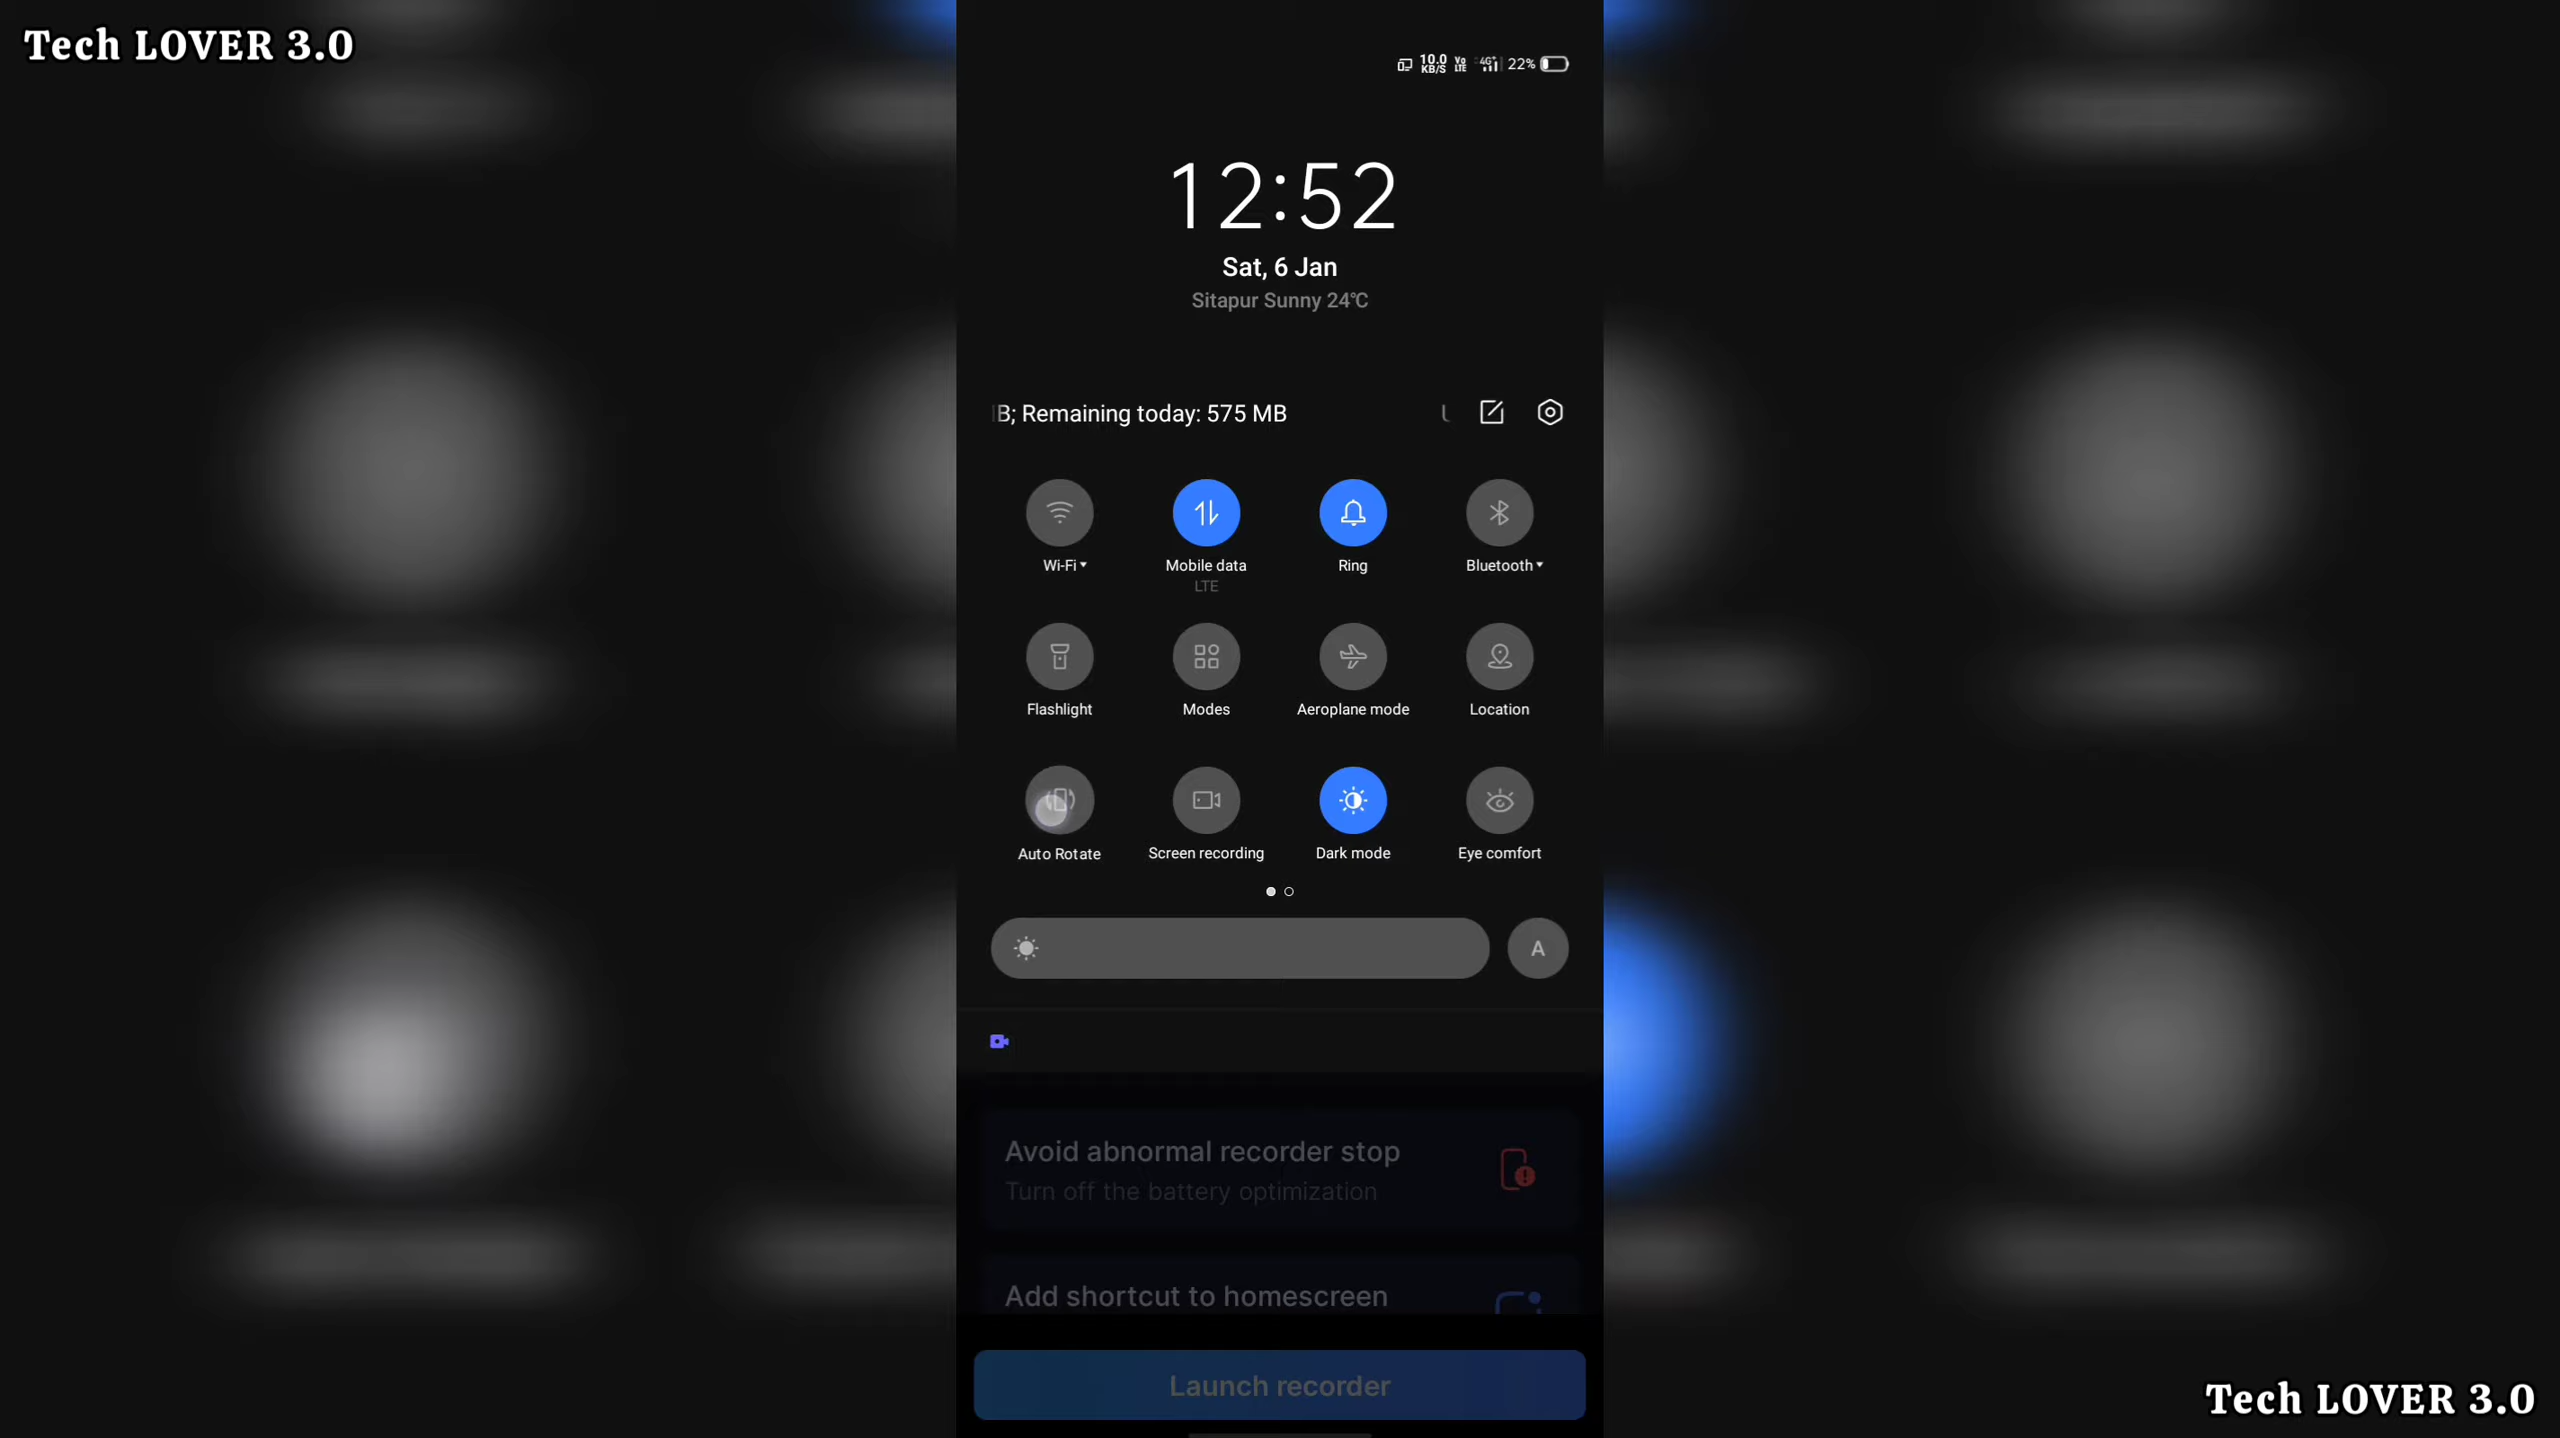 Tech LOVER 3.0
10.0 KB/S Vo LTE 4G+ 22%
12:52
Sat, 6 Jan
Sitapur Sunny 24°C
B; Remaining today: 575 MB
Wi-Fi Mobile data Ring Bluetooth
LTE
Flashlight Modes Aeroplane mode Location
Auto Rotate Screen recording Dark mode Eye comfort
A
Avoid abnormal recorder stop
Turn off the battery optimization
Add shortcut to homescreen
Launch recorder
Tech LOVER 3.0